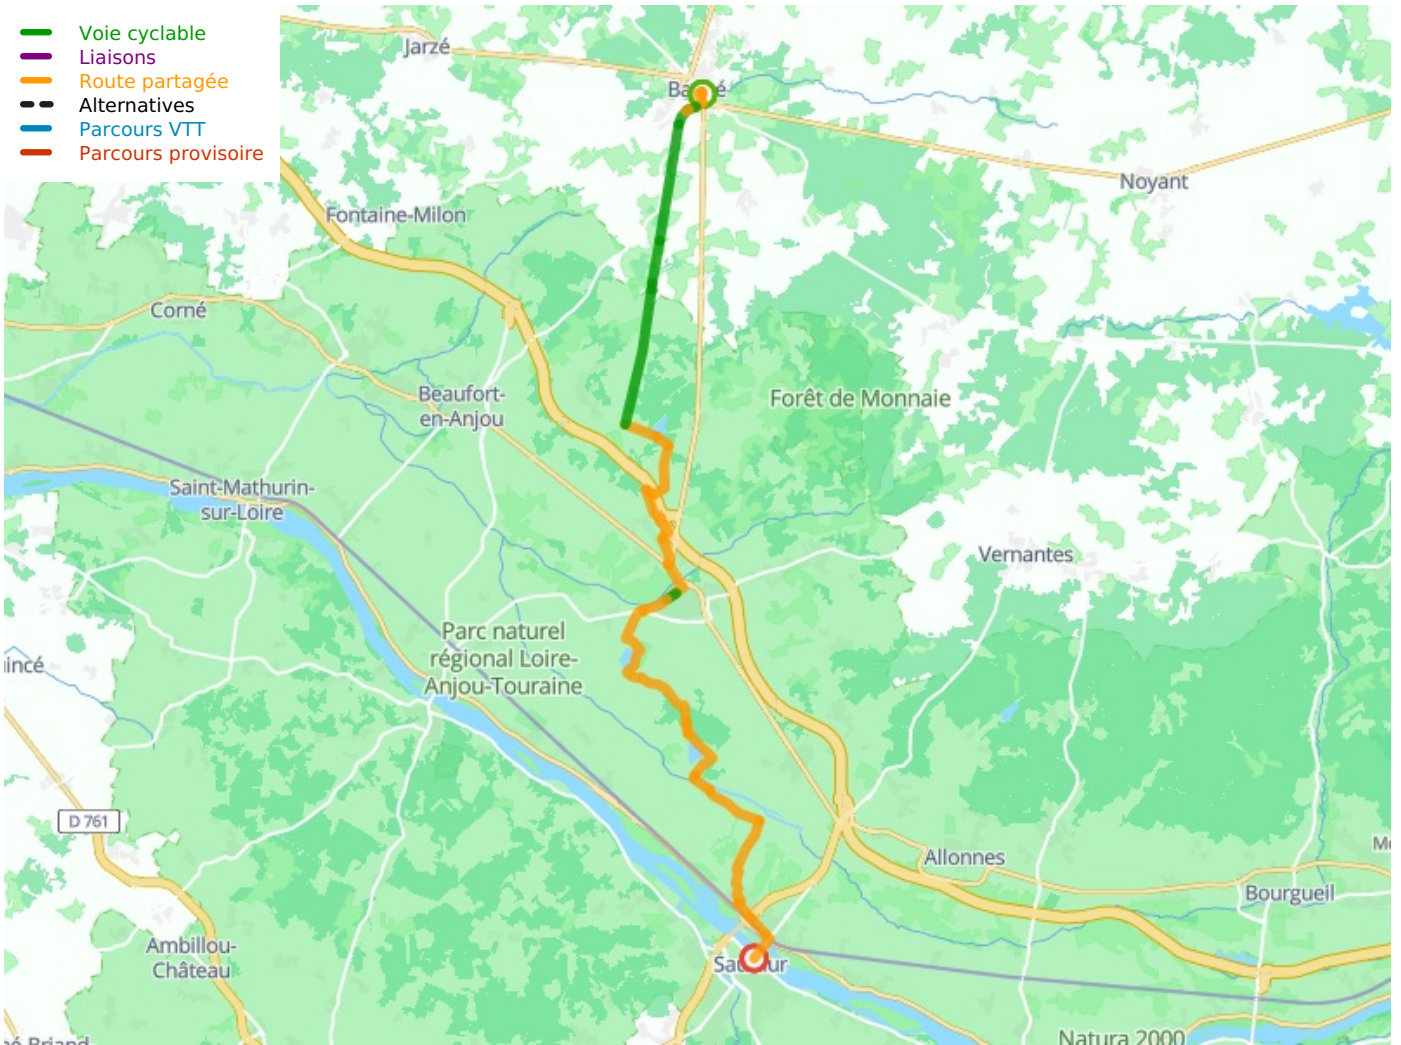 Voie cyclable
Liaisons
Route partagée
Alternatives
Parcours VTT
Parcours provisoire
Jarzé
Noyant
Fontaine-Milon
Corné
Beaufort-
en-Anjou
Forêt de Monnaie
Saint-Mathurin-
sur-Loire
Vernantes
Parc naturel
régional Loire-
Anjou-Touraine
D 761
Allonnes
Bourgueil
Ambillou-
Château
Natura 2000